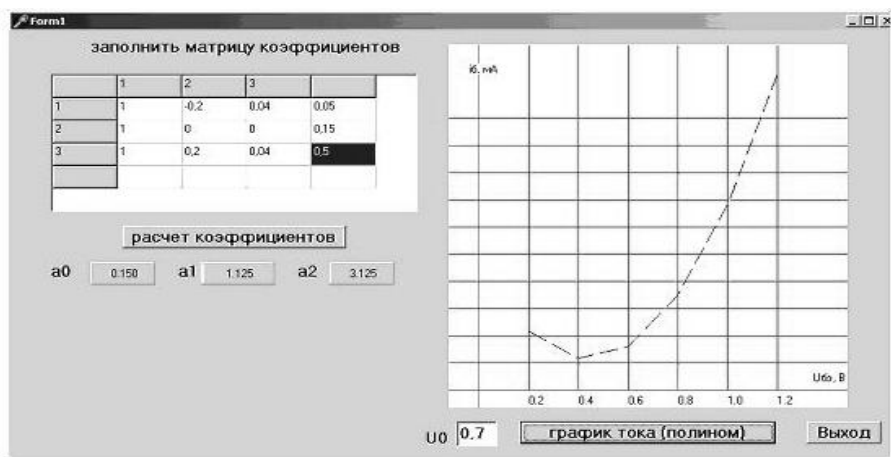 Form1
заполнить матрицу коэффициентов
1 2 3
1 1 -0,2 0,04 0,05
2 1 0 0 0,15
3 1 0,2 0,04 0,5
расчет коэффициентов
a0 0.150 a1 1.125 a2 3.125
iб, мА
Uбэ, В
0.2 0.4 0.6 0.8 1.0 1.2
U0 0,7 график тока (полином) Выход